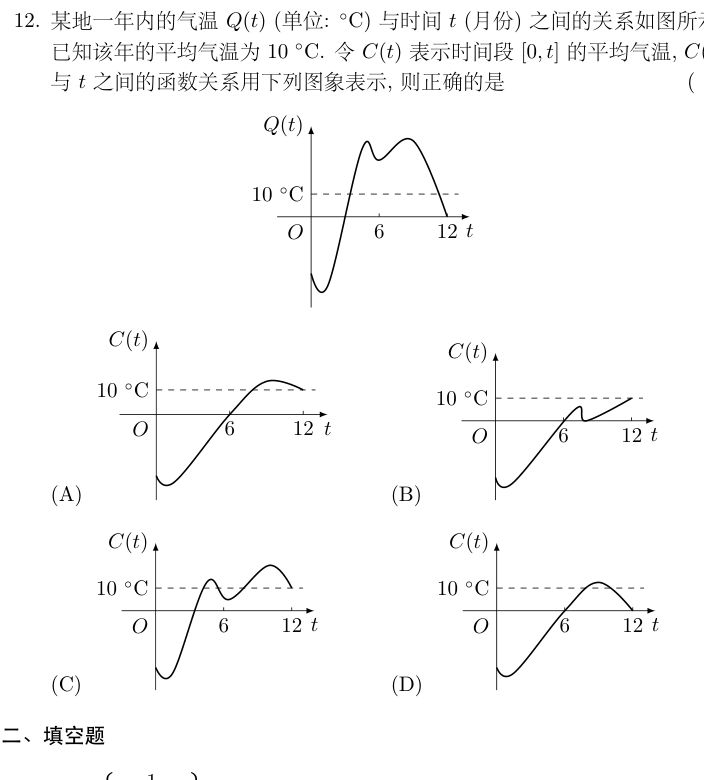 12. 某地一年内的气温 Q(t) (单位: °C) 与时间 t (月份) 之间的关系如图所
已知该年的平均气温为 10 °C. 令 C(t) 表示时间段 [0, t] 的平均气温, C(
与 t 之间的函数关系用下列图象表示, 则正确的是 (
Q(t)
10 °C
O 6 12 t
C(t)
10 °C
O 6 12 t
(A)
C(t)
10 °C
O 6 12 t
(B)
C(t)
10 °C
O 6 12 t
(C)
C(t)
10 °C
O 6 12 t
(D)
二、填空题